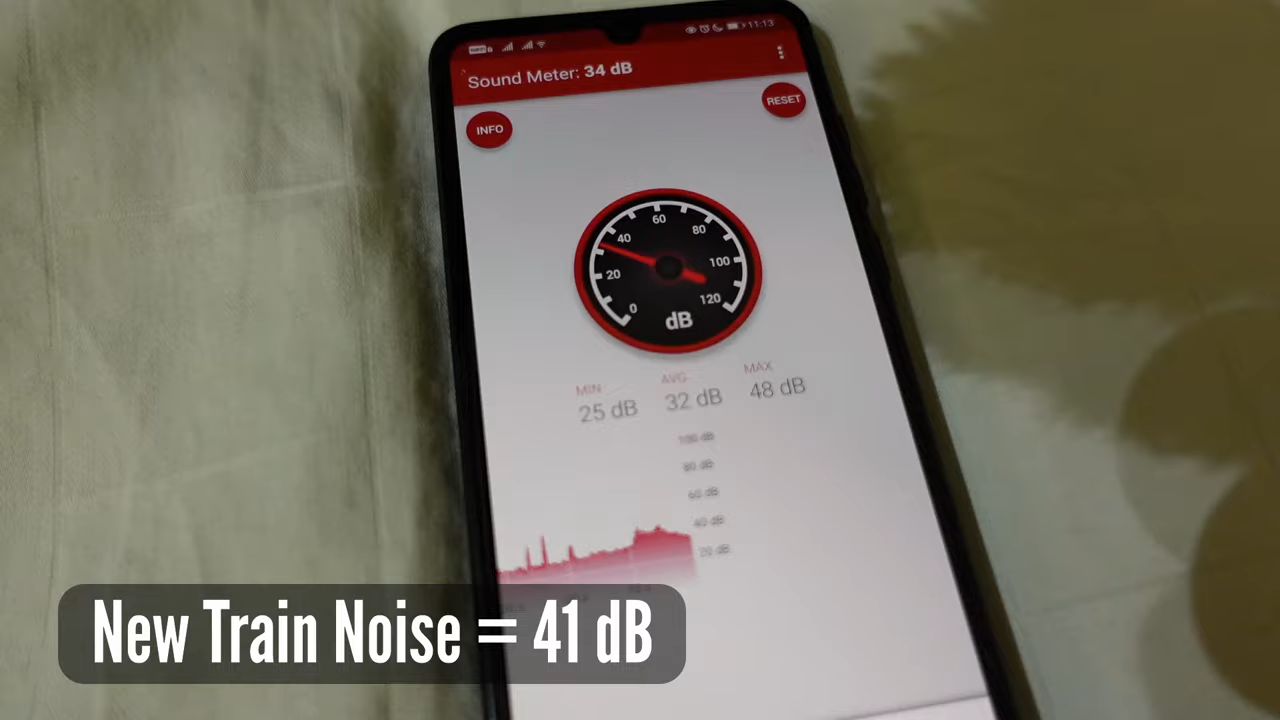 11:13
Sound Meter: 34 dB
INFO
RESET
0
20
40
60
80
100
120
dB
MIN
AVG
MAX
25 dB
32 dB
48 dB
100 dB
80 dB
60 dB
40 dB
20 dB
New Train Noise = 41 dB